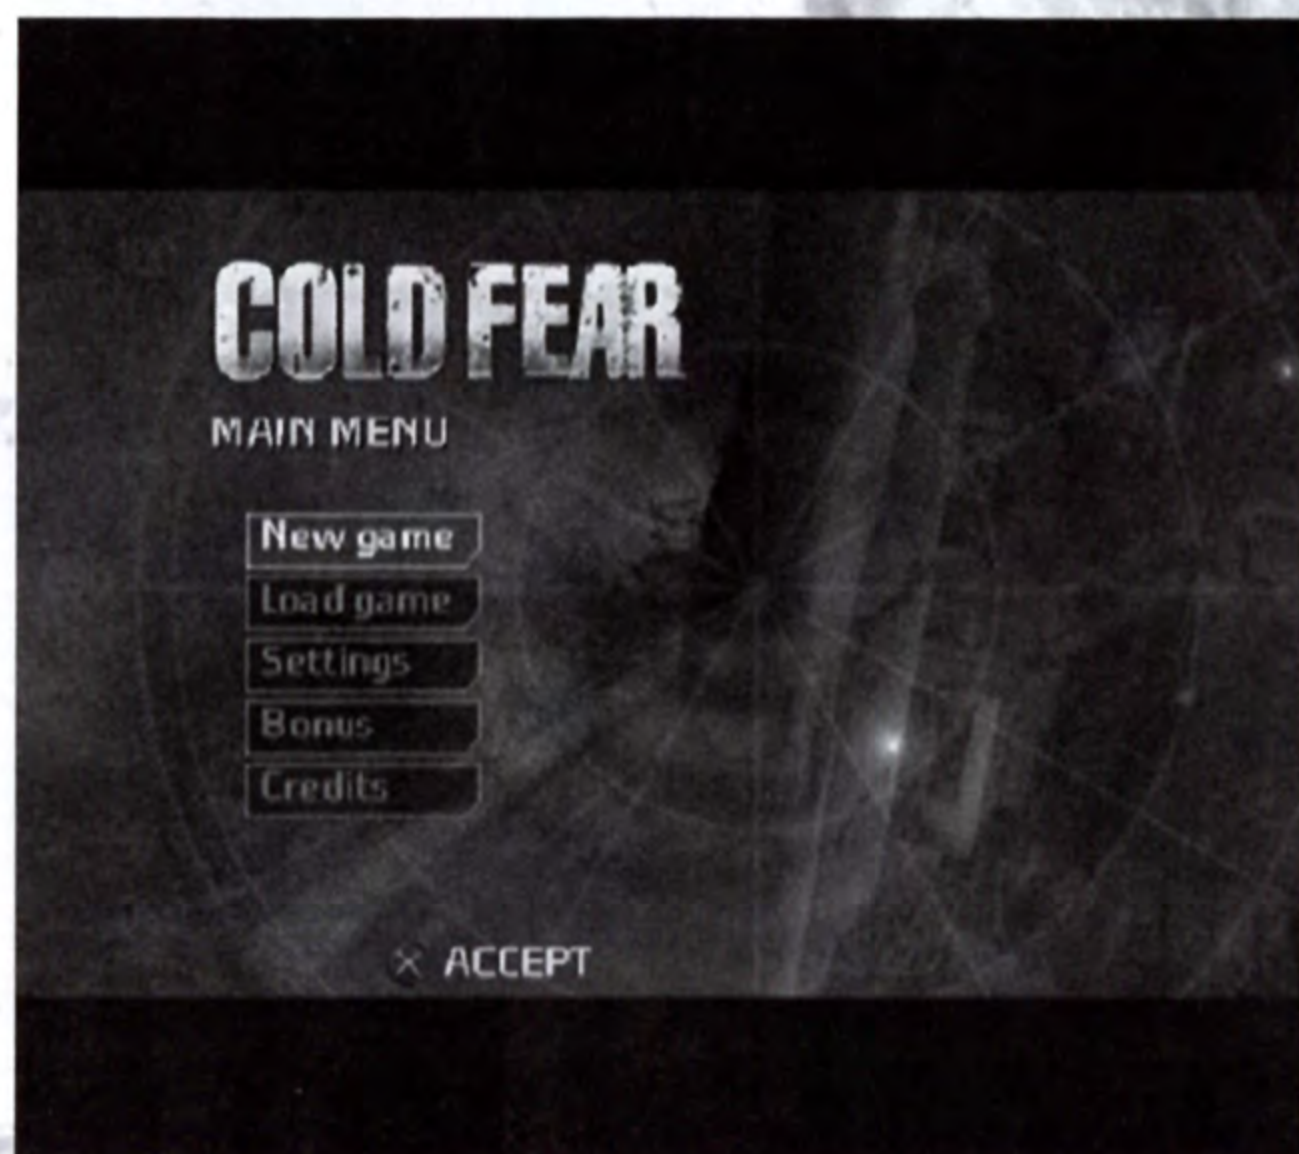 COLD FEAR
MAIN MENU
New game
Load game
Settings
Bonus
Credits
ACCEPT